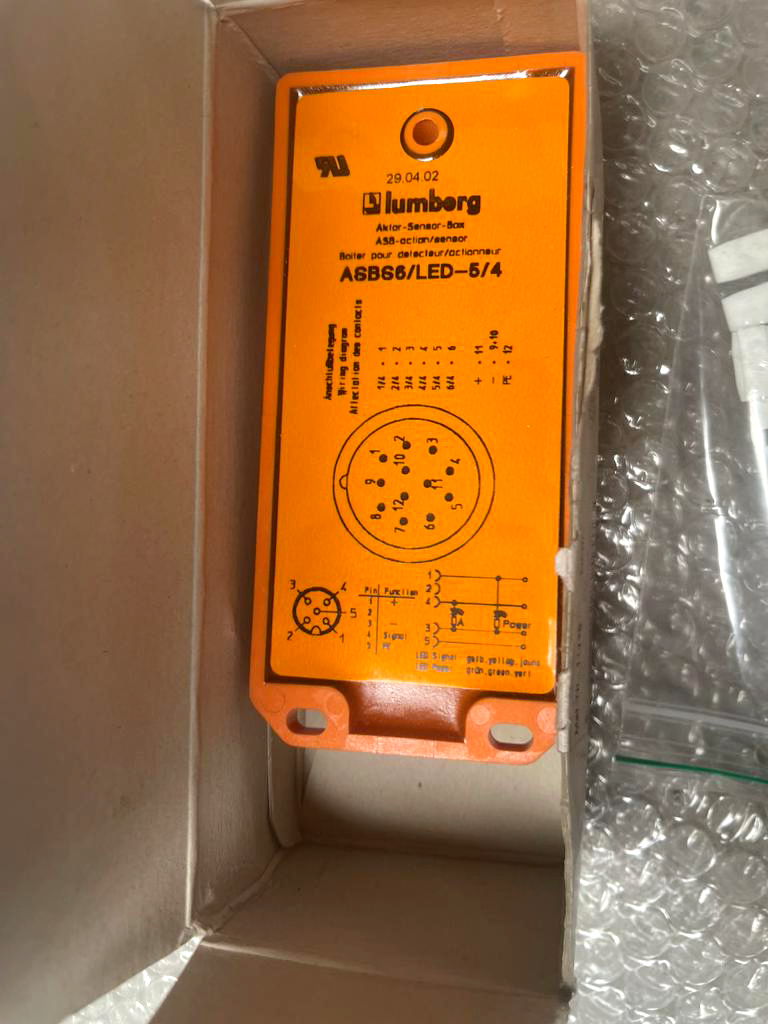 29.04.02
lumberg
Aktor-Sensor-Box
ASB-action/sensor
Boitier pour detecteur/actionneur
ASBS6/LED-5/4
Anschlußbelegung
Wiring diagram
Affectation des contacts
1/4 - 1
2/4 - 2
3/4 - 3
4/4 - 4
5/4 - 5
6/4 - 6
+ - 11
- - 9+10
PE - 12
1 2 3 4 5 6 7 8 9 10 11 12
3 4 5 2 1
Pin Function
1 +
2
3 -
4 Signal
5 PE
1
2
4
3
5
A
Power
LED Signal gelb,yellow,jaune
LED Power grün,green,vert